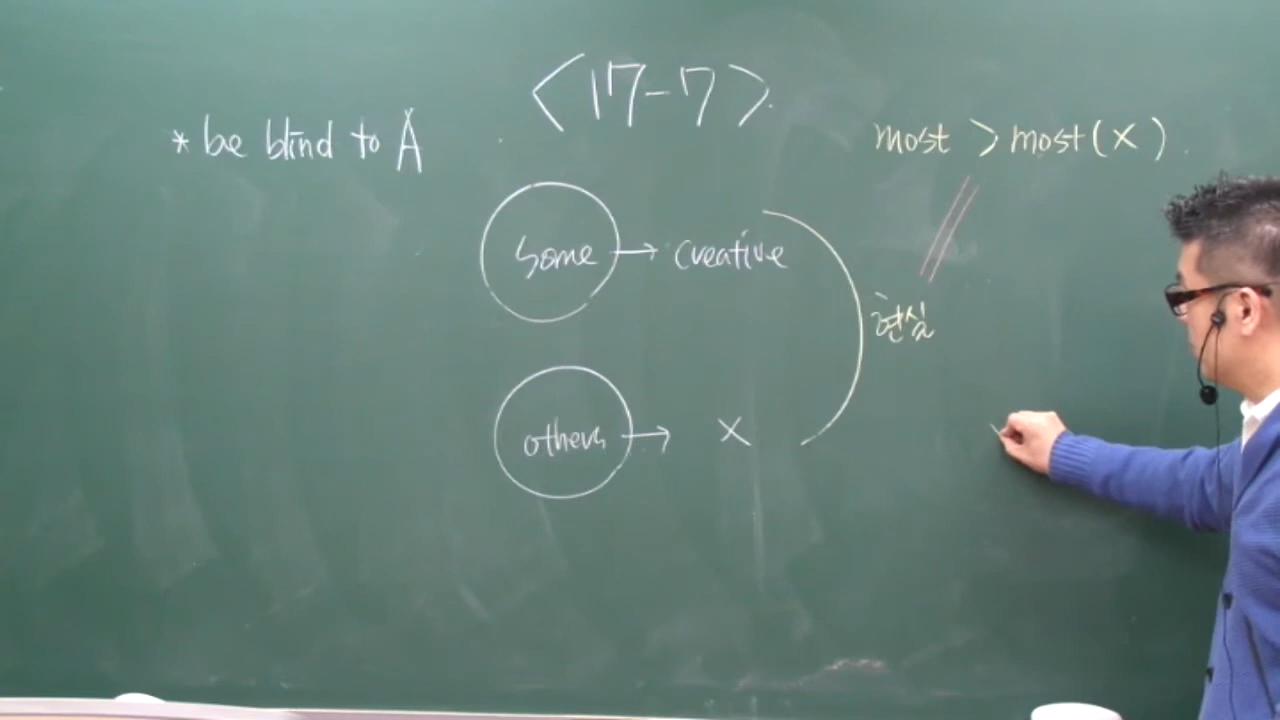 <17-7>
* be blind to A
most > most(X)
some → creative
현실
others → X